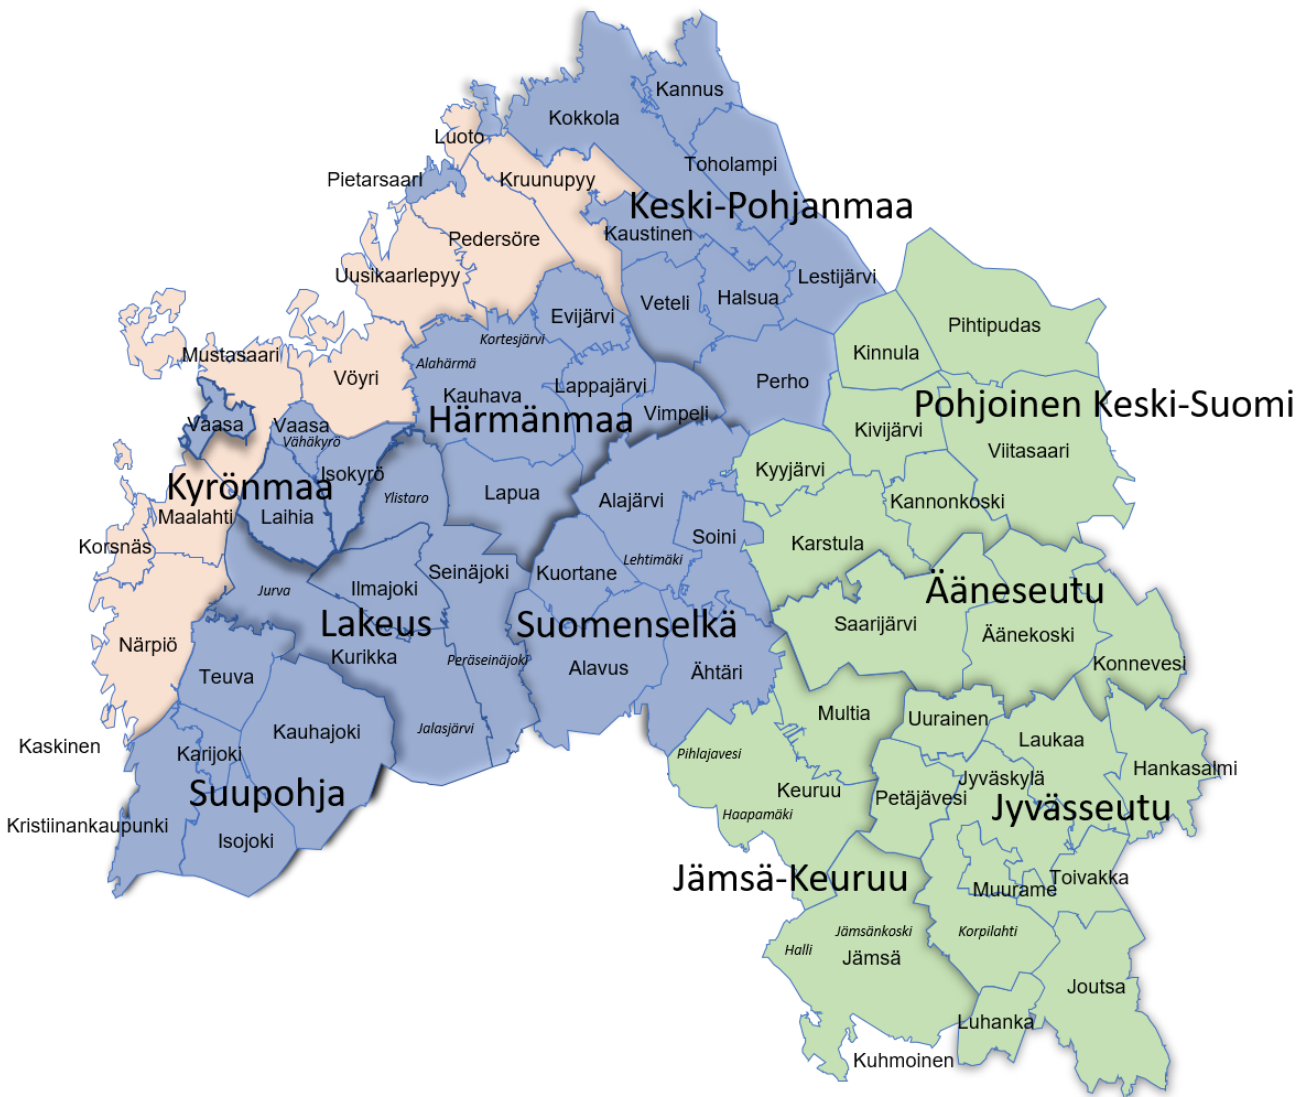 Kannus
Kokkola
Luoto
Toholampi
Pietarsaari
Kruunupyy
Keski-Pohjanmaa
Kaustinen
Pedersöre
Uusikaarlepyy
Lestijärvi
Halsua
Veteli
Evijärvi
Pihtipudas
Kortesjärvi
Mustasaari
Kinnula
Alahärmä
Vöyri
Perho
Lappajärvi
Kauhava
Pohjoinen Keski-Suomi
Vimpeli
Härmänmaa
Vaasa
Vaasa
Kivijärvi
Vähäkyrö
Viitasaari
Kyyjärvi
Isokyrö
Kyrönmaa
Ylistaro
Lapua
Alajärvi
Kannonkoski
Maalahti
Laihia
Soini
Karstula
Korsnäs
Lehtimäki
Seinäjoki
Kuortane
Jurva
Ilmajoki
Ääneseutu
Lakeus
Suomenselkä
Saarijärvi
Äänekoski
Närpiö
Kurikka
Peräseinäjoki
Konnevesi
Alavus
Ähtäri
Teuva
Multia
Uurainen
Kauhajoki
Jalasjärvi
Laukaa
Kaskinen
Karijoki
Pihlajavesi
Hankasalmi
Jyväskylä
Keuruu
Petäjävesi
Suupohja
Jyvässeutu
Haapamäki
Kristiinankaupunki
Isojoki
Jämsä-Keuruu
Toivakka
Muurame
Jämsänkoski
Korpilahti
Halli
Jämsä
Joutsa
Luhanka
Kuhmoinen